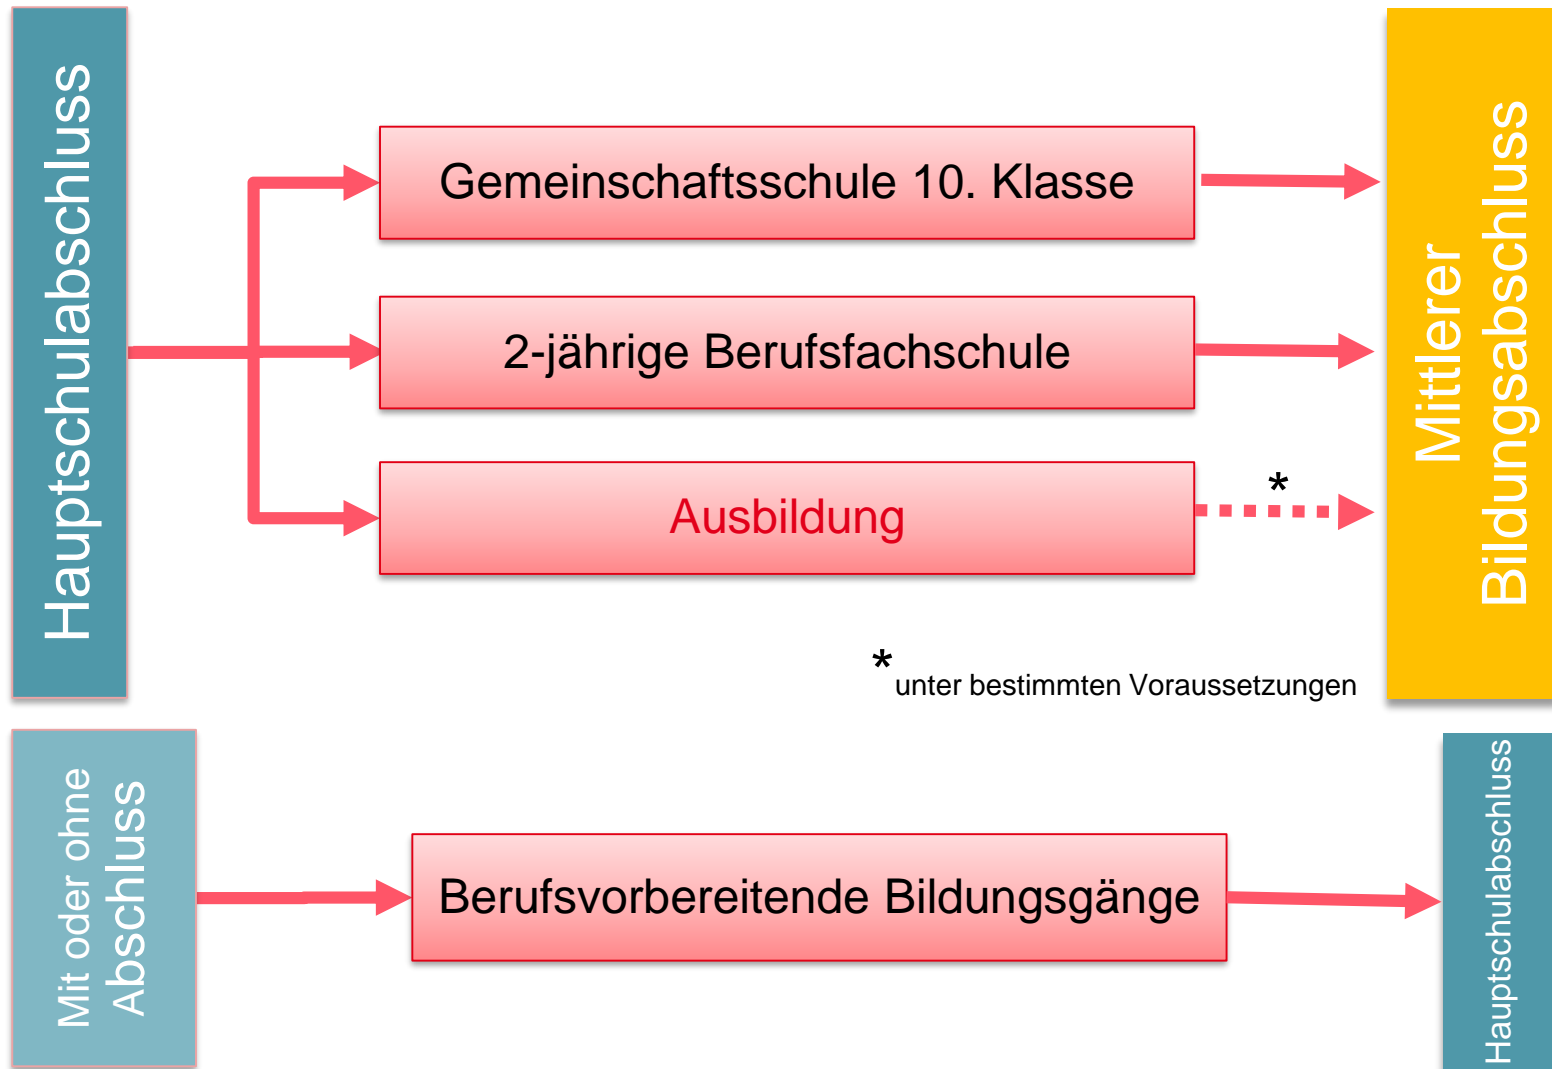 Hauptschulabschluss
Gemeinschaftsschule 10. Klasse
2-jährige Berufsfachschule
Ausbildung
*
* unter bestimmten Voraussetzungen
Mittlerer
Bildungsabschluss
Mit oder ohne
Abschluss
Berufsvorbereitende Bildungsgänge
Hauptschulabschluss